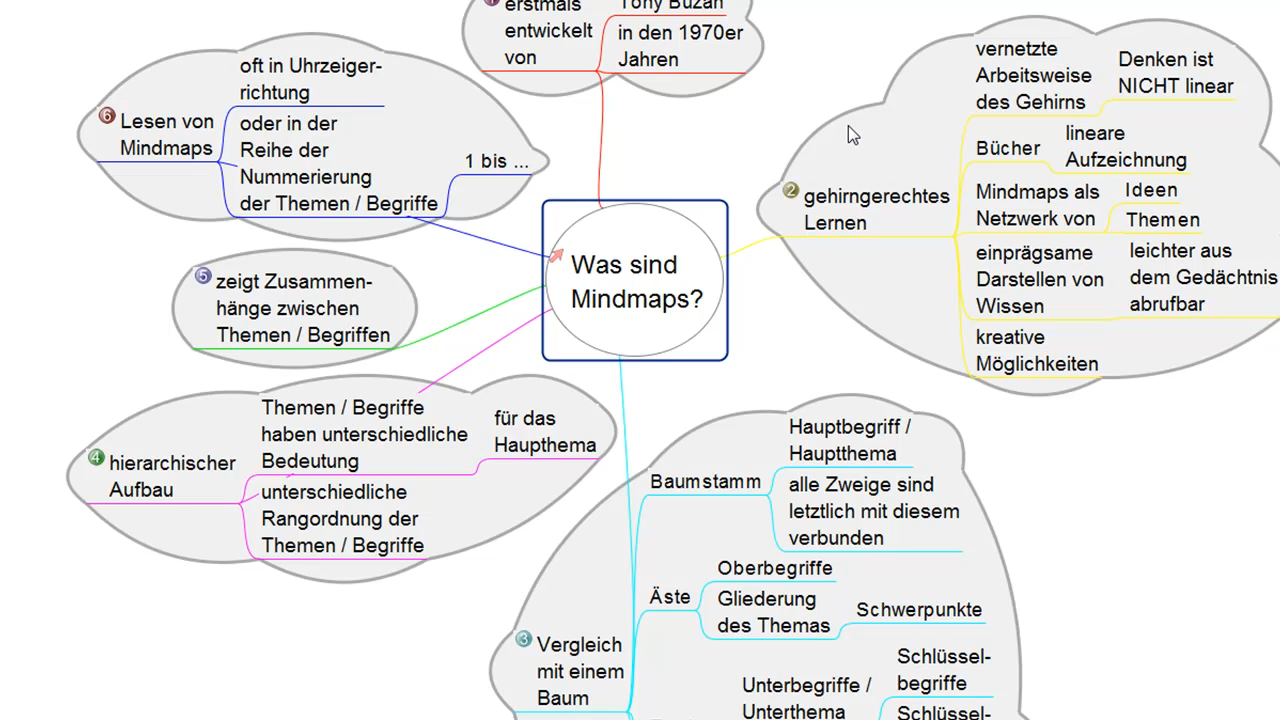 Was sind
Mindmaps?
erstmals
entwickelt
von
Tony Buzan
in den 1970er
Jahren
2
gehirngerechtes
Lernen
vernetzte
Arbeitsweise
des Gehirns
Denken ist
NICHT linear
Bücher
lineare
Aufzeichnung
Mindmaps als
Netzwerk von
Ideen
Themen
einprägsame
Darstellen von
Wissen
leichter aus
dem Gedächtnis
abrufbar
kreative
Möglichkeiten
3
Vergleich
mit einem
Baum
Baumstamm
Hauptbegriff /
Hauptthema
alle Zweige sind
letztlich mit diesem
verbunden
Äste
Oberbegriffe
Gliederung
des Themas
Schwerpunkte
Unterbegriffe /
Unterthema
Schlüssel-
begriffe
Schlüssel-
4
hierarchischer
Aufbau
Themen / Begriffe
haben unterschiedliche
Bedeutung
für das
Haupthema
unterschiedliche
Rangordnung der
Themen / Begriffe
5
zeigt Zusammen-
hänge zwischen
Themen / Begriffen
6
Lesen von
Mindmaps
oft in Uhrzeiger-
richtung
oder in der
Reihe der
Nummerierung
der Themen / Begriffe
1 bis ...